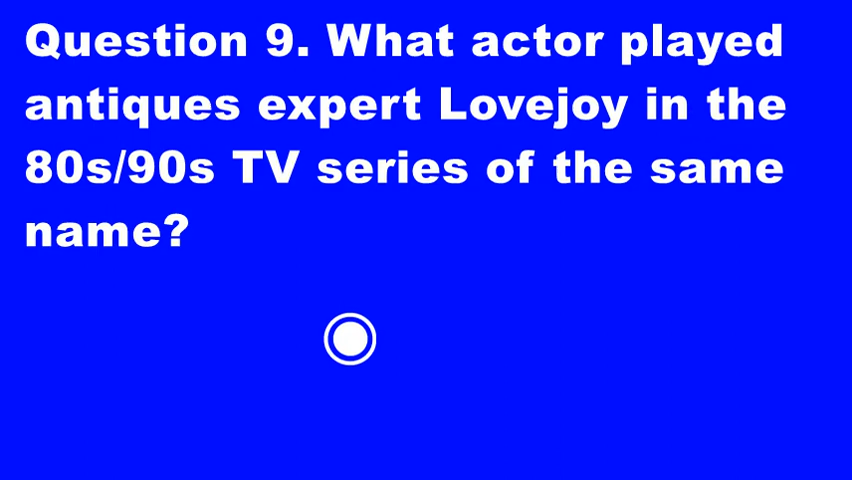 Question 9. What actor played
antiques expert Lovejoy in the
80s/90s TV series of the same
name?